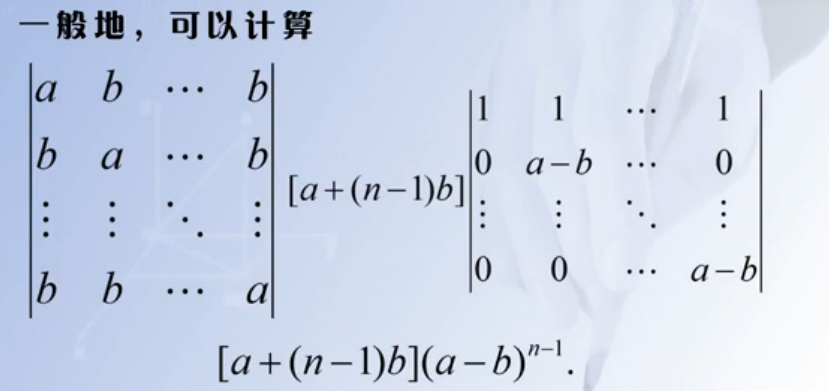 一般地，可以计算
|a b ⋯ b|
|b a ⋯ b|
|⋮ ⋮ ⋱ ⋮|
|b b ⋯ a|
[a+(n−1)b]
|1 1 ⋯ 1|
|0 a−b ⋯ 0|
|⋮ ⋮ ⋱ ⋮|
|0 0 ⋯ a−b|
[a+(n−1)b](a−b)ⁿ⁻¹.